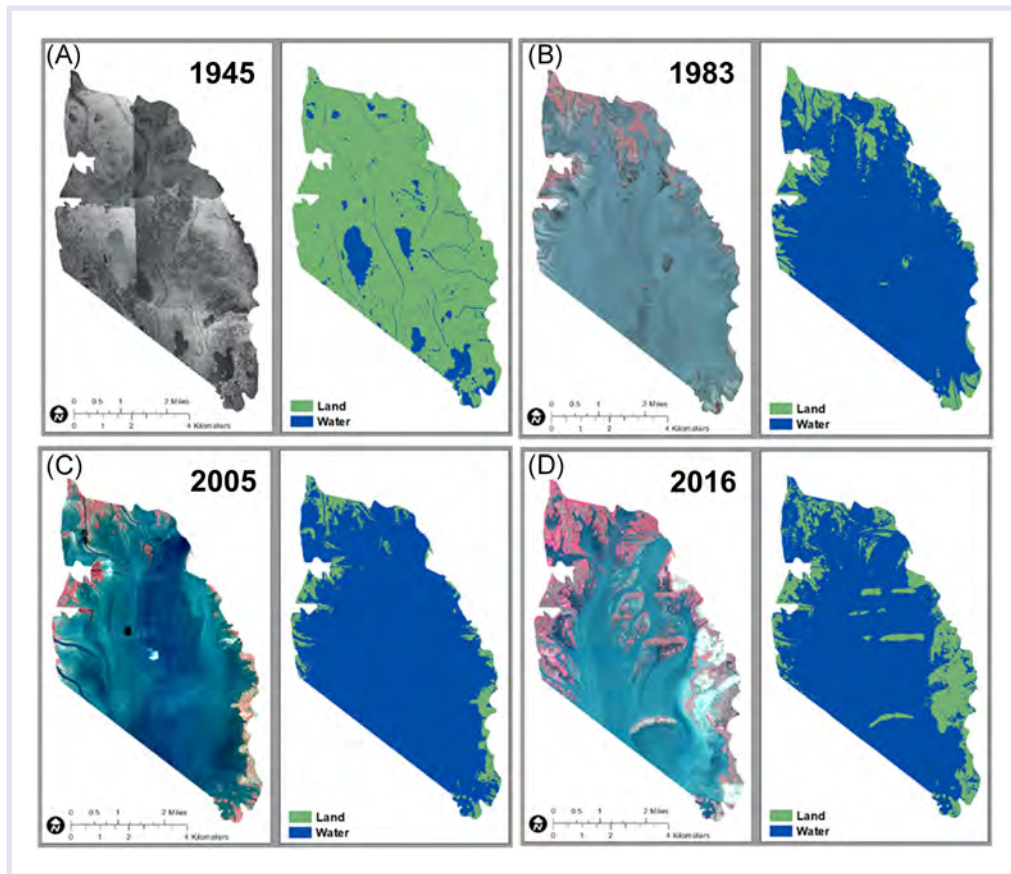 (A) 1945
0 0.5 1 2 Miles
0 1 2 4 Kilometers
N
Land
Water
(B) 1983
0 0.5 1 2 Miles
0 1 2 4 Kilometers
N
Land
Water
(C) 2005
0 0.5 1 2 Miles
0 1 2 4 Kilometers
N
Land
Water
(D) 2016
0 0.5 1 2 Miles
0 1 2 4 Kilometers
N
Land
Water